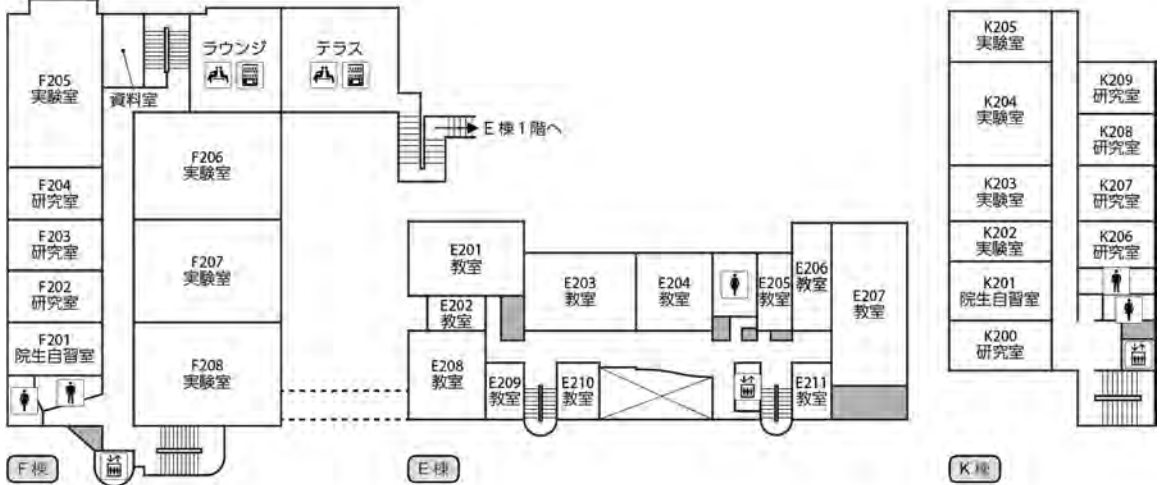 F205
実験室
資料室
ラウンジ
テラス
E棟1階へ
F206
実験室
F204
研究室
F203
研究室
F207
実験室
F202
研究室
F201
院生自習室
F208
実験室
F棟
E201
教室
E202
教室
E203
教室
E204
教室
E205
教室
E206
教室
E207
教室
E208
教室
E209
教室
E210
教室
E211
教室
E棟
K205
実験室
K204
実験室
K203
実験室
K202
実験室
K201
院生自習室
K200
研究室
K209
研究室
K208
研究室
K207
研究室
K206
研究室
K棟